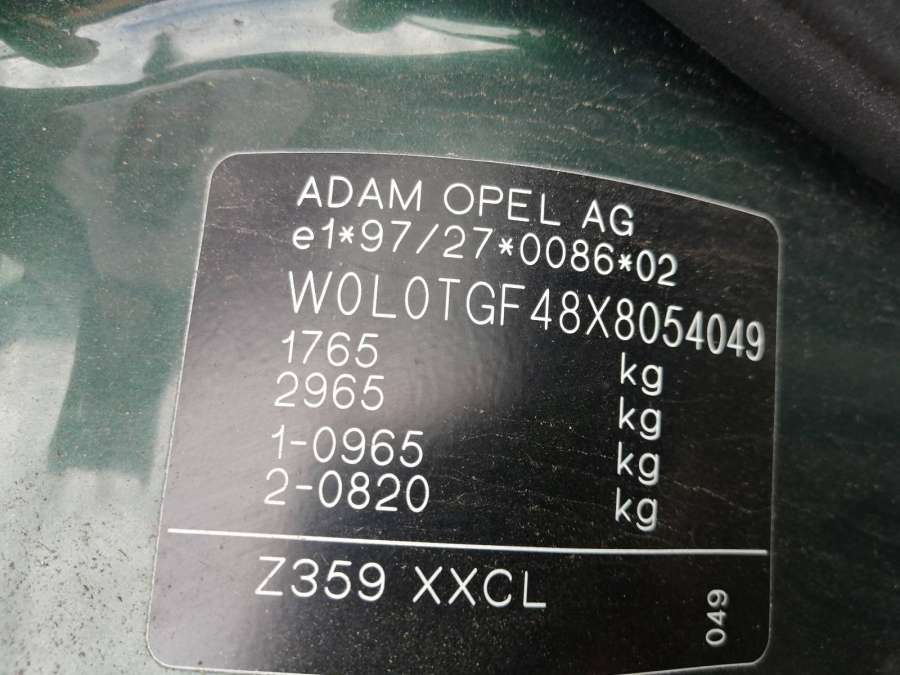 ADAM OPEL AG
e1*97/27*0086*02
W0L0TGF48X8054049
1765 kg
2965 kg
1-0965 kg
2-0820 kg
Z359 XXCL
049